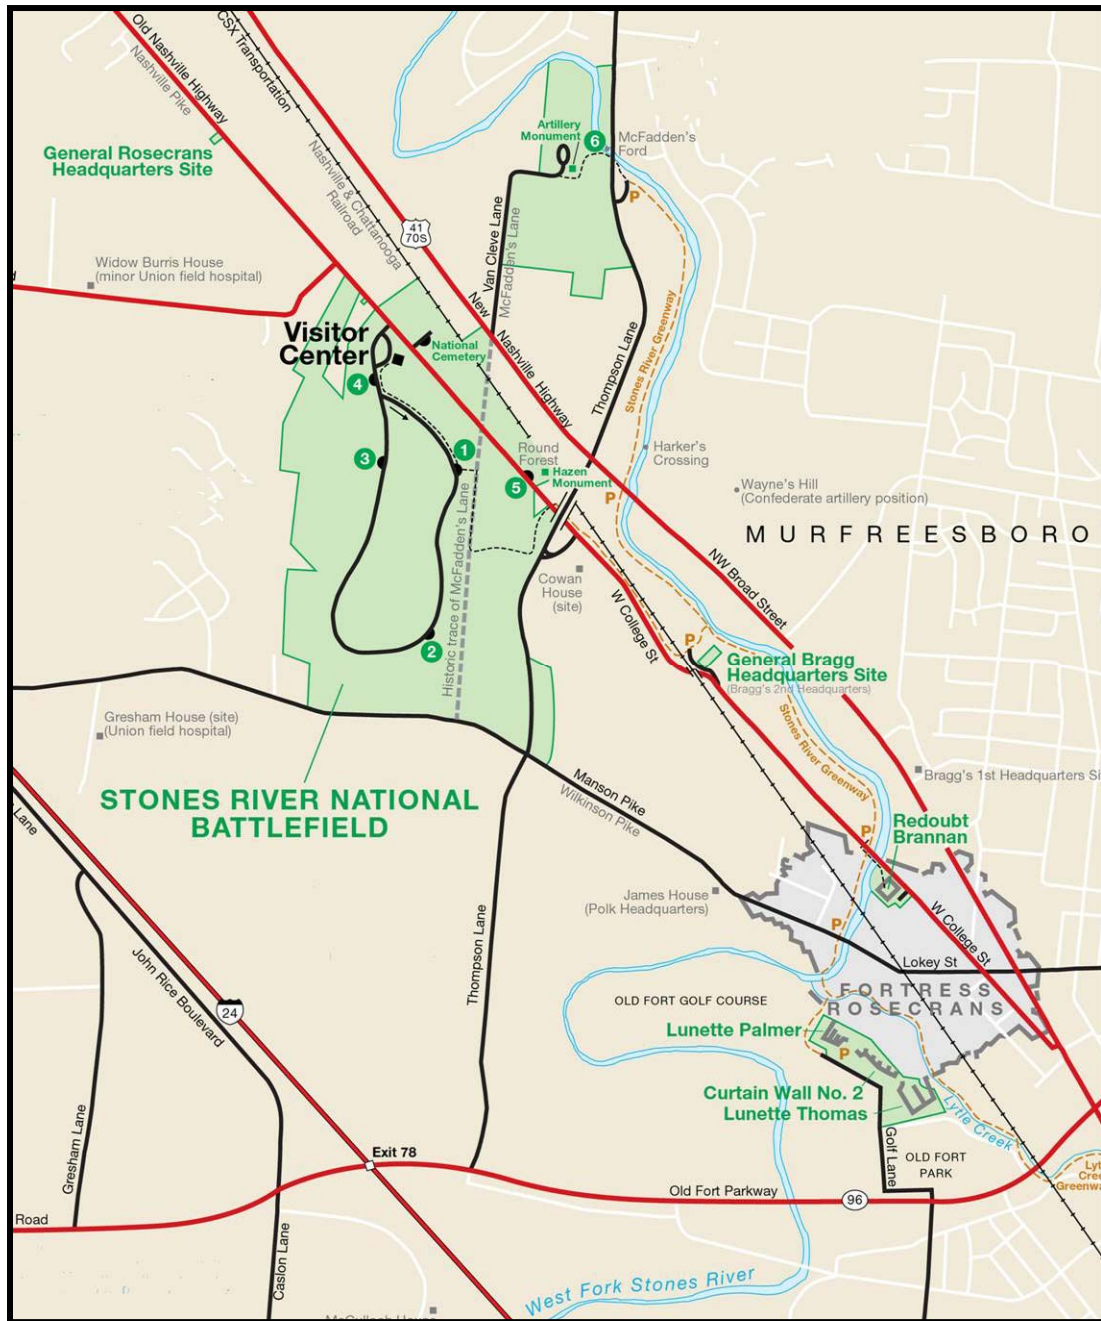 Old Nashville Highway
Nashville Pike
CSX Transportation
General Rosecrans
Headquarters Site
Nashville & Chattanooga
Railroad
41
70S
Artillery
Monument
6
McFadden's
Ford
P
Van Cleve Lane
McFadden's Lane
Widow Burris House
(minor Union field hospital)
Visitor
Center
National
Cemetery
New Nashville Highway
Thompson Lane
Stones River Greenway
4
3
1
Round
Forest
Hazen
Monument
5
Harker's
Crossing
P
Wayne's Hill
(Confederate artillery position)
MURFREESBORO
Historic trace of McFadden's Lane
Cowan
House
(site)
NW Broad Street
W College St
2
P
General Bragg
Headquarters Site
(Bragg's 2nd Headquarters)
Gresham House (site)
(Union field hospital)
Stones River Greenway
Bragg's 1st Headquarters Si
STONES RIVER NATIONAL
BATTLEFIELD
Manson Pike
Wilkinson Pike
Redoubt
Brannan
P
Lane
James House
(Polk Headquarters)
P
W College St
Lokey St
Thompson Lane
John Rice Boulevard
24
OLD FORT GOLF COURSE
FORTRESS
ROSECRANS
Lunette Palmer
P
Curtain Wall No. 2
Lunette Thomas
Lytle Creek
Gresham Lane
Exit 78
Golf Lane
OLD FORT
PARK
Lyt
Cree
Greenwa
Old Fort Parkway
96
Road
Caslon Lane
West Fork Stones River